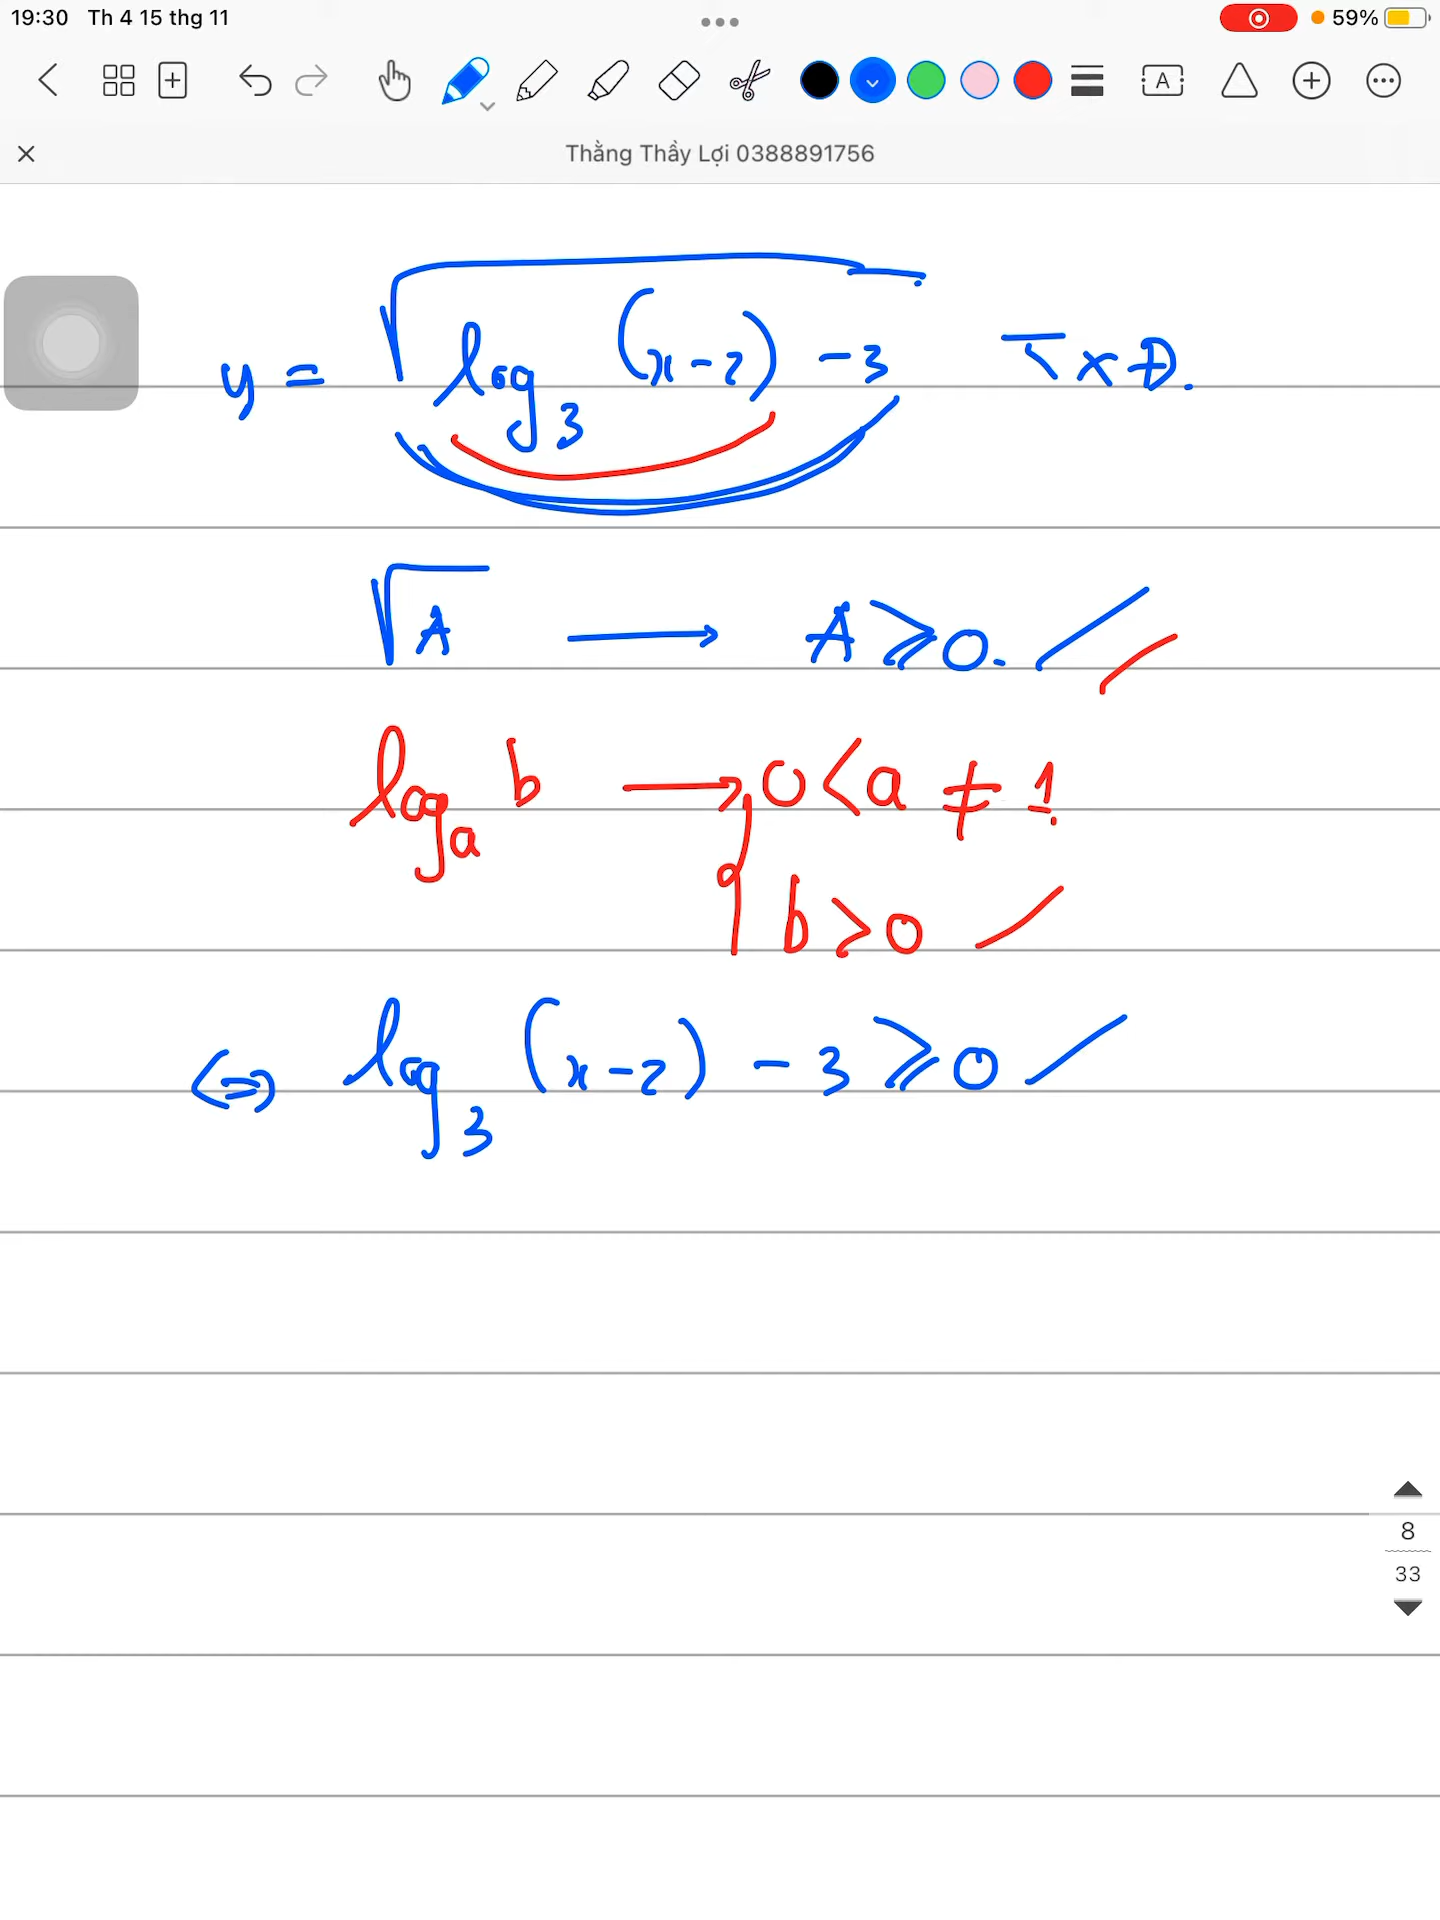 19:30 Th 4 15 thg 11 59%
A
Thằng Thầy Lợi 0388891756
y = √(log₃ (x-2) - 3) TXĐ.
√A ⟶ A ⩾ 0.
logₐ b ⟶ { 0 < a ≠ 1
b > 0
⇔ log₃ (x-2) - 3 ⩾ 0
8
33